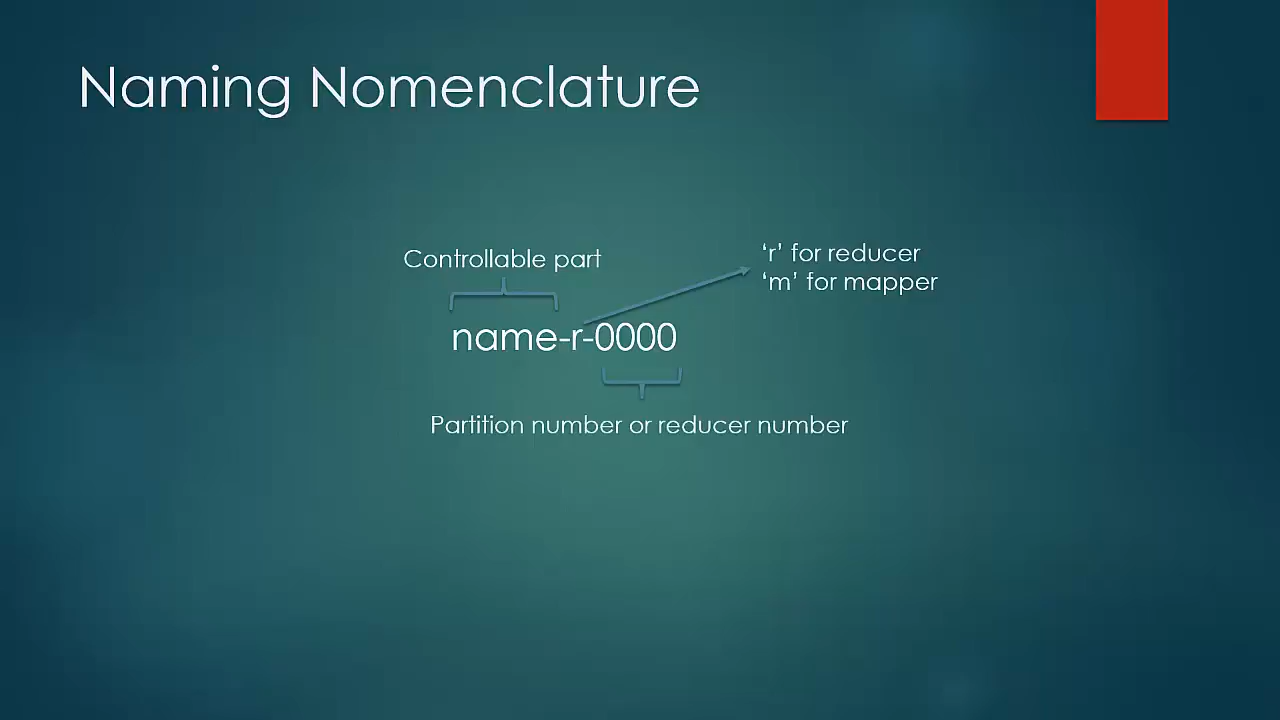 Naming Nomenclature
Controllable part
‘r’ for reducer
‘m’ for mapper
name-r-0000
Partition number or reducer number